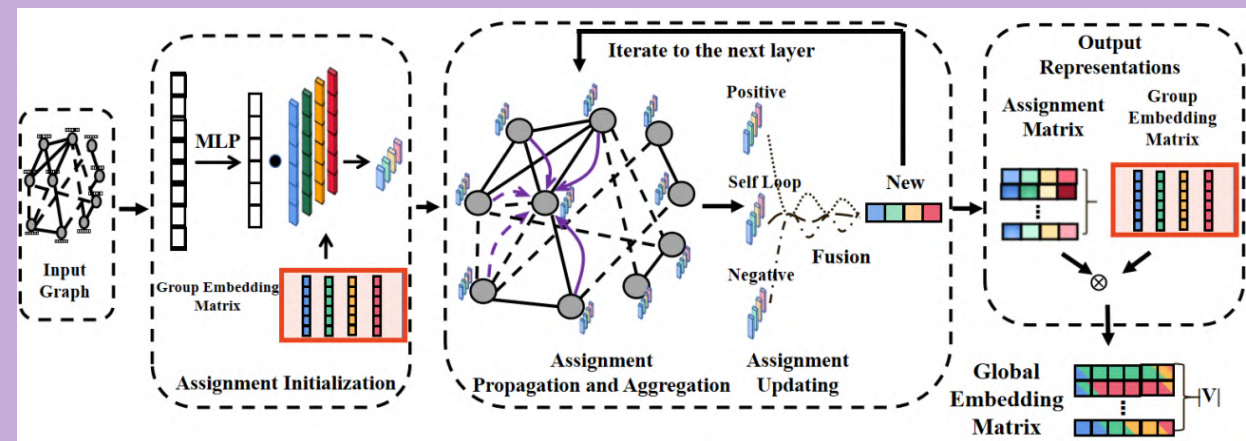 Input
Graph
MLP
Group Embedding
Matrix
Assignment Initialization
Iterate to the next layer
Positive
Self Loop
Negative
New
Fusion
Assignment
Propagation and Aggregation
Assignment
Updating
Output
Representations
Assignment
Matrix
Group
Embedding
Matrix
Global
Embedding
Matrix
|V|